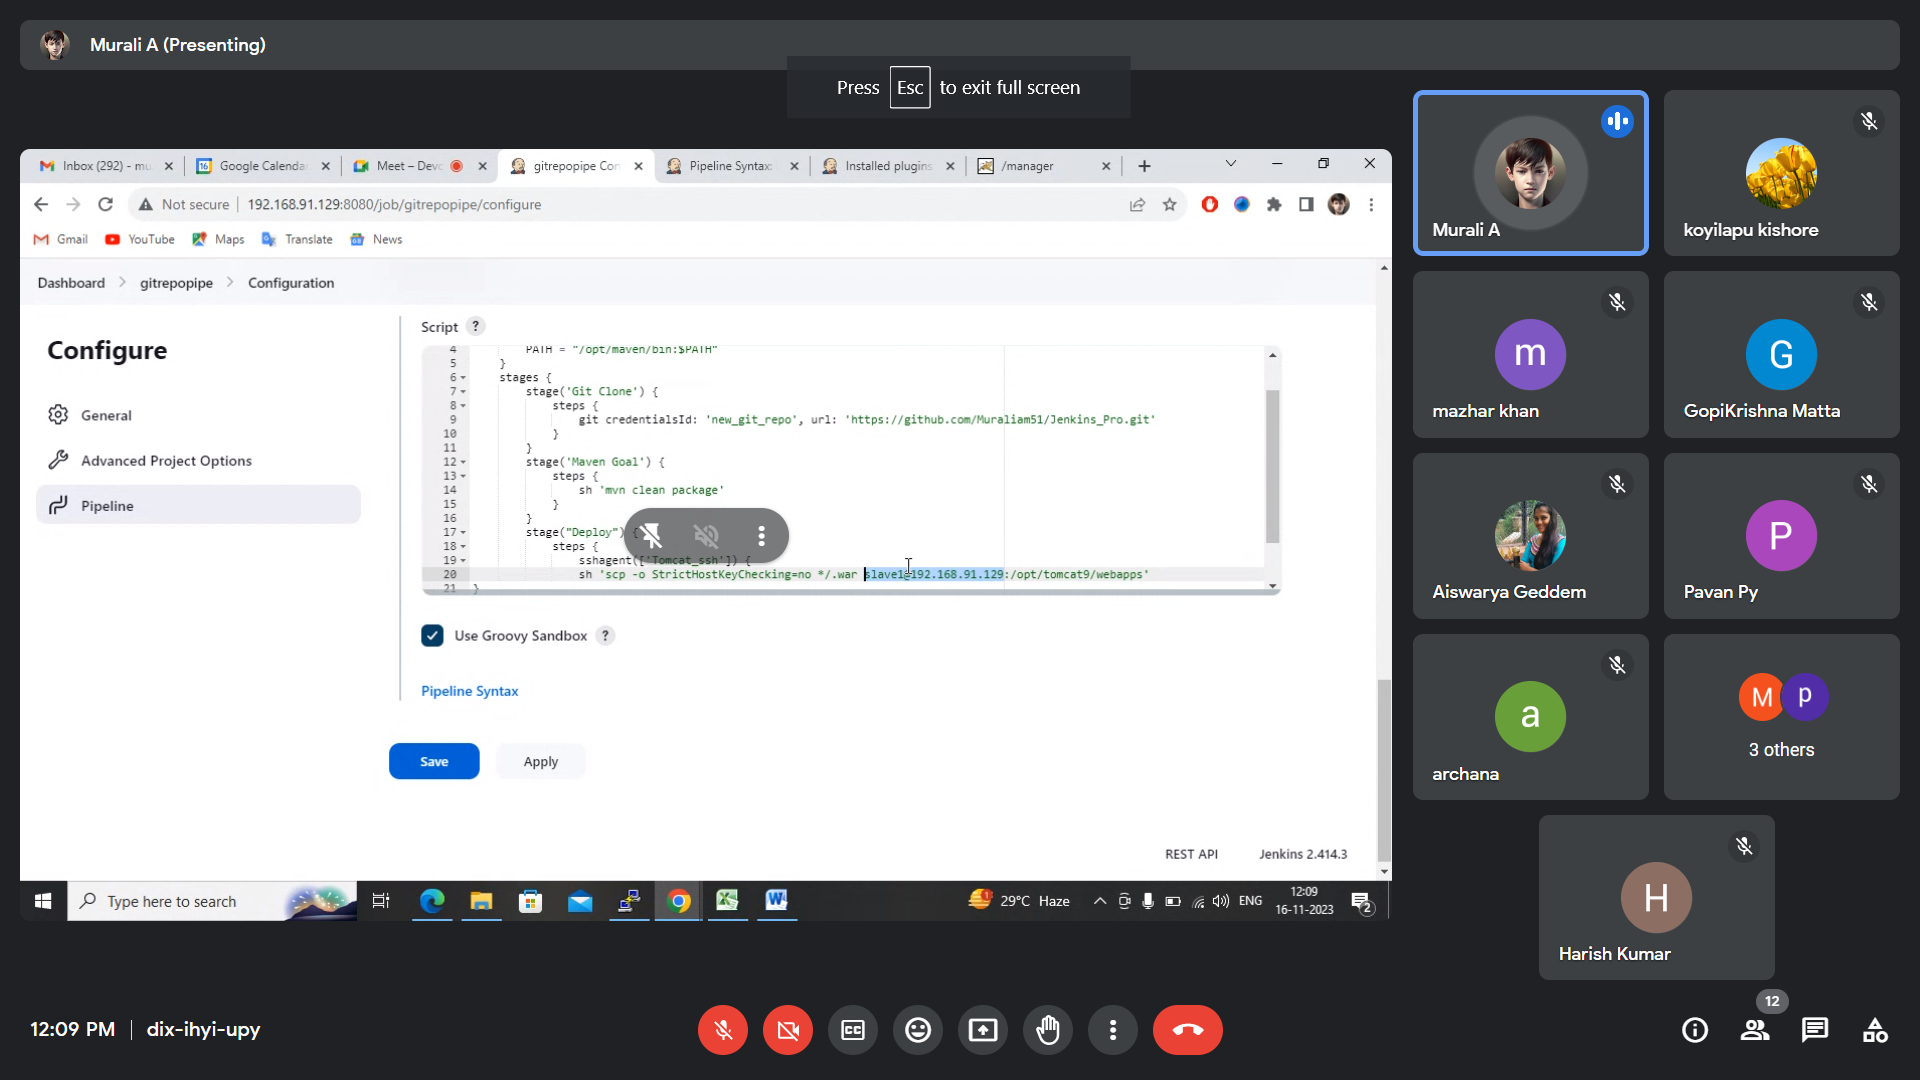 Murali A (Presenting)
Press Esc to exit full screen
Inbox (292) - mu
Google Calenda
Meet – Devo
gitrepopipe Con
Pipeline Syntax:
Installed plugins
/manager
Not secure
192.168.91.129:8080/job/gitrepopipe/configure
Gmail
YouTube
Maps
Translate
News
Dashboard
gitrepopipe
Configuration
Configure
General
Advanced Project Options
Pipeline
Script ?
4 PATH = "/opt/maven/bin:$PATH"
5 }
6 stages {
7 stage('Git Clone') {
8 steps {
9 git credentialsId: 'new_git_repo', url: 'https://github.com/Muraliam51/Jenkins_Pro.git'
10 }
11 }
12 stage('Maven Goal') {
13 steps {
14 sh 'mvn clean package'
15 }
16 }
17 stage("Deploy") {
18 steps {
19 sshagent(['Tomcat_ssh']) {
20 sh 'scp -o StrictHostKeyChecking=no */.war slave1@192.168.91.129:/opt/tomcat9/webapps'
21 }
Use Groovy Sandbox ?
Pipeline Syntax
Save
Apply
REST API
Jenkins 2.414.3
Type here to search
29°C Haze
ENG
12:09
16-11-2023
2
Murali A
koyilapu kishore
m
mazhar khan
G
GopiKrishna Matta
Aiswarya Geddem
P
Pavan Py
a
archana
M
p
3 others
H
Harish Kumar
12:09 PM
dix-ihyi-upy
12